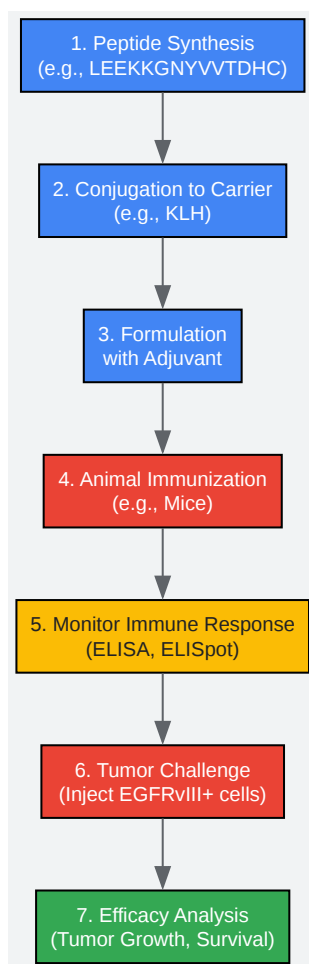 1. Peptide Synthesis
(e.g., LEEKKGNYVVTDHC)
2. Conjugation to Carrier
(e.g., KLH)
3. Formulation
with Adjuvant
4. Animal Immunization
(e.g., Mice)
5. Monitor Immune Response
(ELISA, ELISpot)
6. Tumor Challenge
(Inject EGFRvIII+ cells)
7. Efficacy Analysis
(Tumor Growth, Survival)